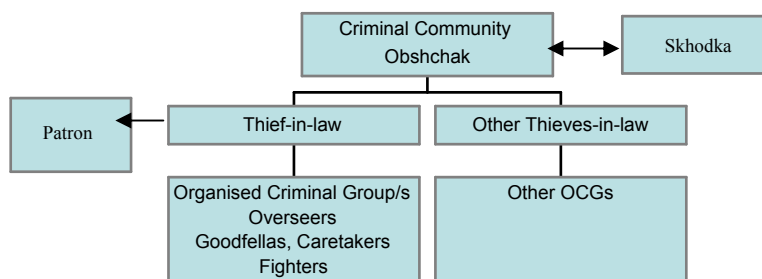 Criminal Community
Obshchak
Skhodka
Patron
Thief-in-law
Other Thieves-in-law
Organised Criminal Group/s
Overseers
Goodfellas, Caretakers
Fighters
Other OCGs